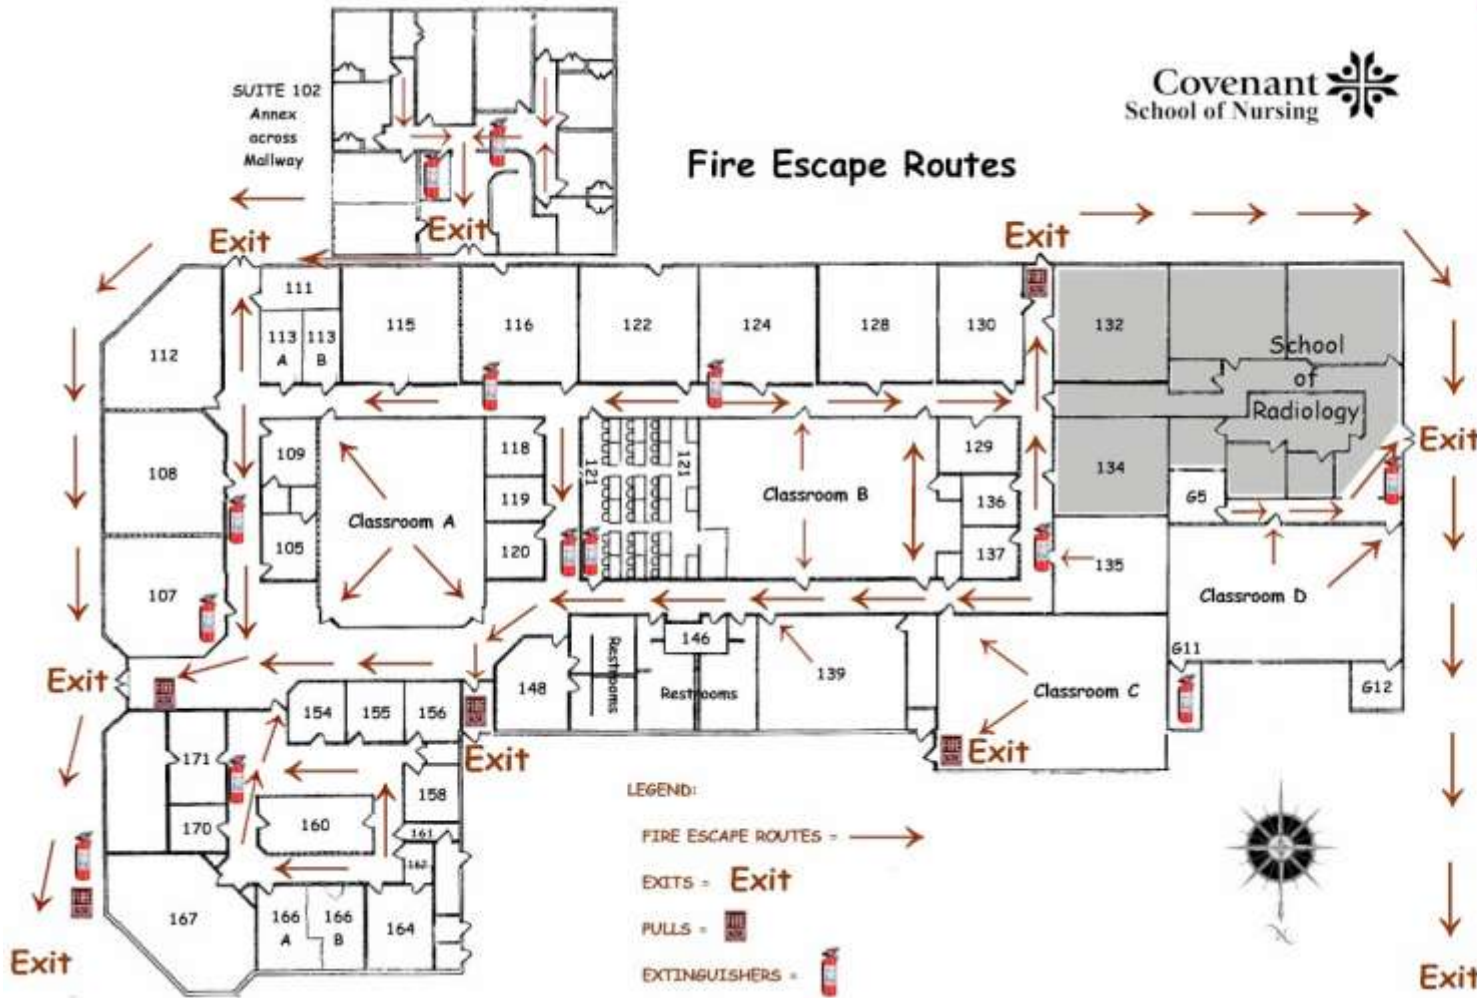 SUITE 102
Annex
across
Mallway
Covenant
School of Nursing
Fire Escape Routes
Exit
Exit
Exit
111
113
A
113
B
115
116
122
124
128
130
132
School
of
Radiology
112
Exit
108
109
118
121
121
129
134
Classroom A
119
Classroom B
136
G5
105
120
137
135
107
Classroom D
146
G11
Exit
Restrooms
148
Restrooms
139
Classroom C
G12
154
155
156
Exit
Exit
171
158
170
160
161
162
167
166
A
166
B
164
Exit
LEGEND:
FIRE ESCAPE ROUTES =
EXITS = Exit
PULLS =
EXTINGUISHERS =
N
Exit